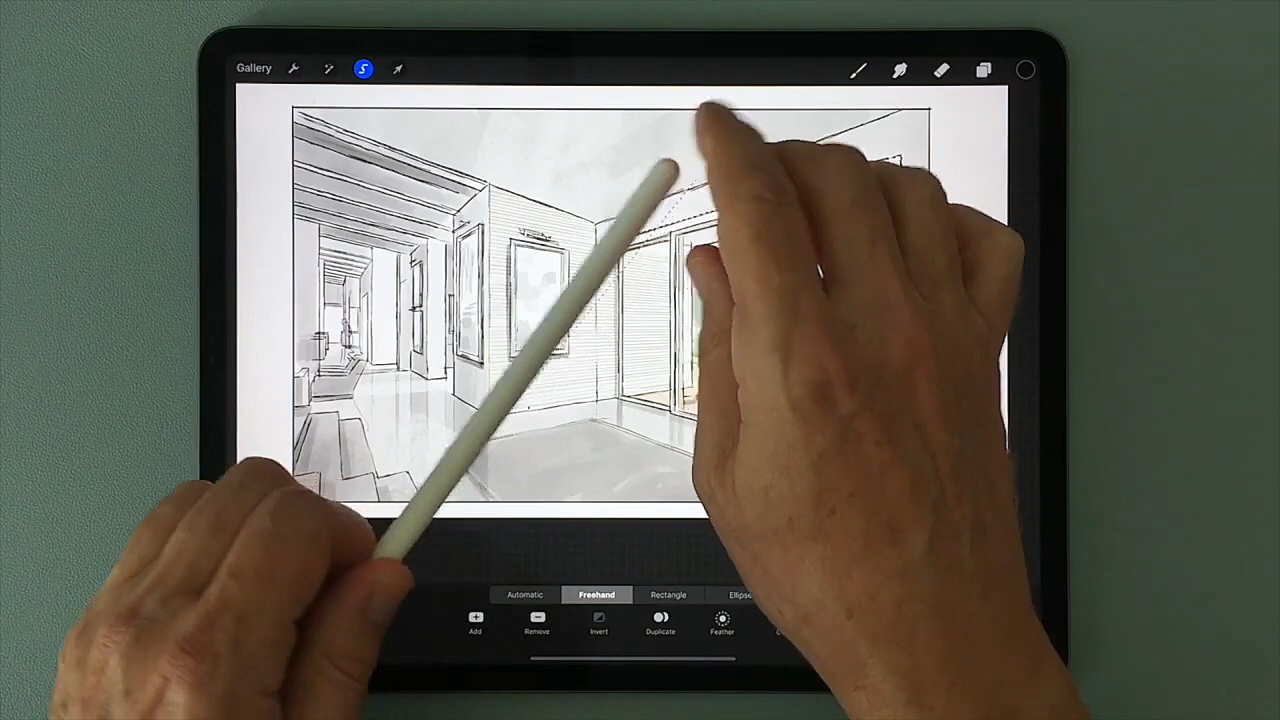 Gallery
Automatic Freehand Rectangle Ellipse
Add Remove Invert Duplicate Feather